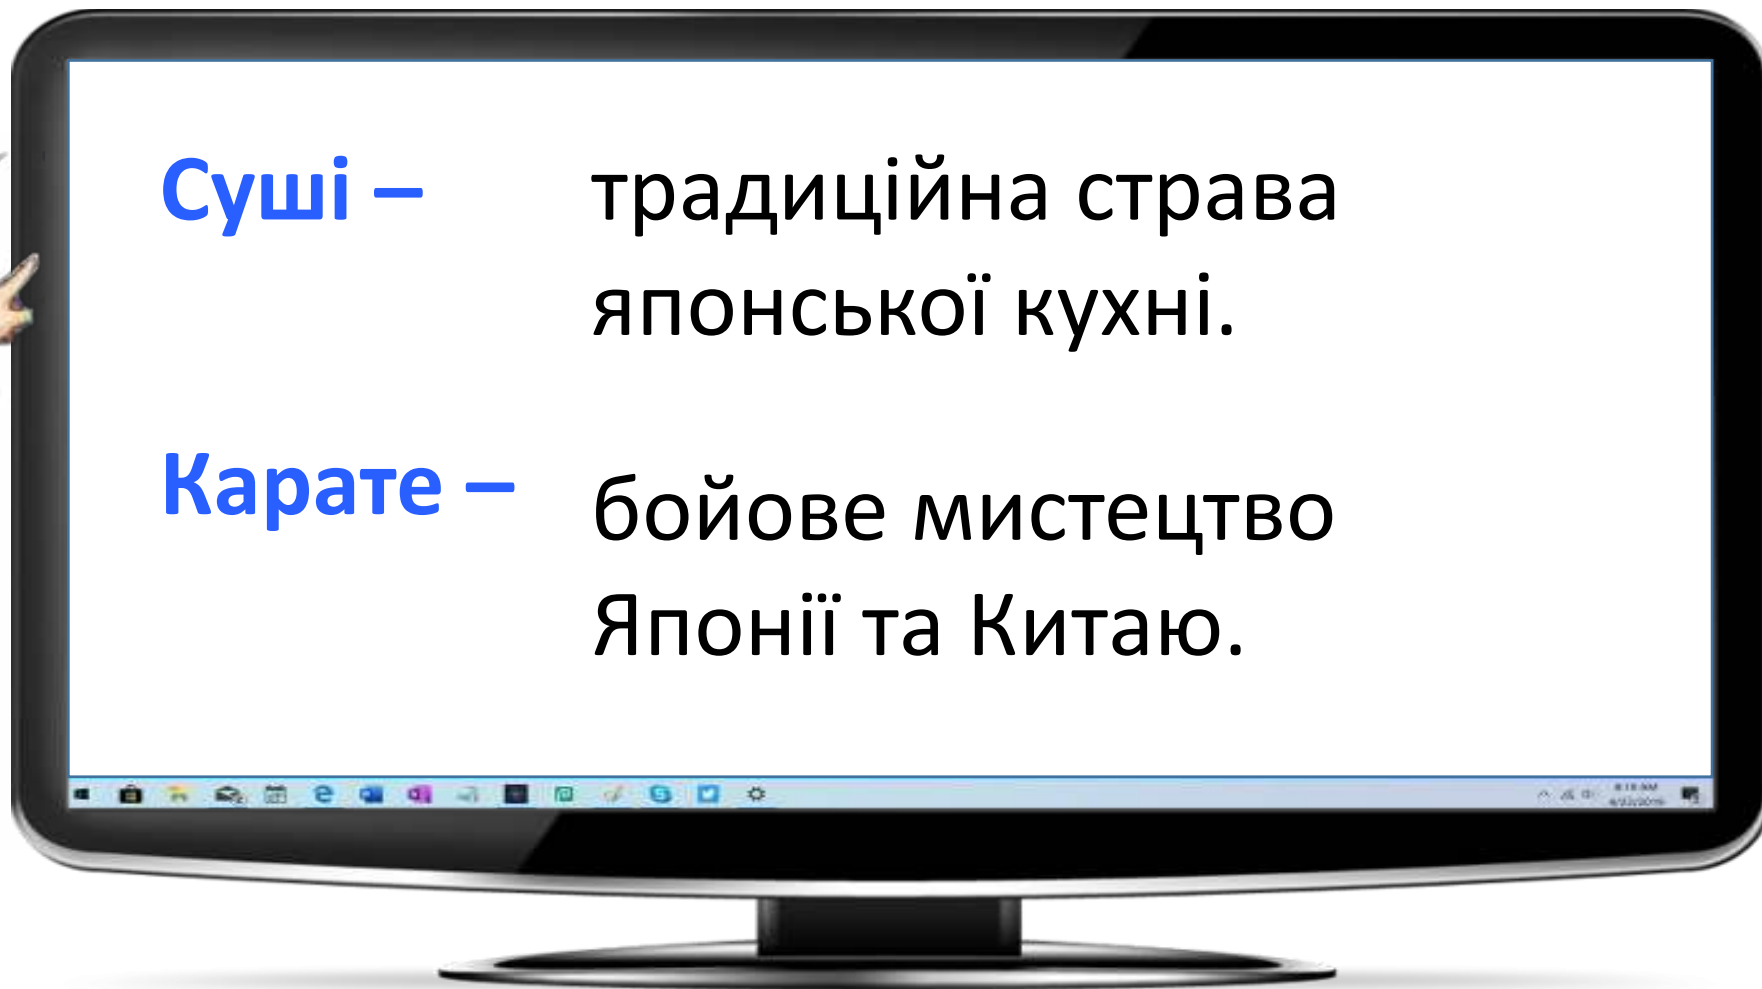 Суші – традиційна страва
японської кухні.
Карате – бойове мистецтво
Японії та Китаю.